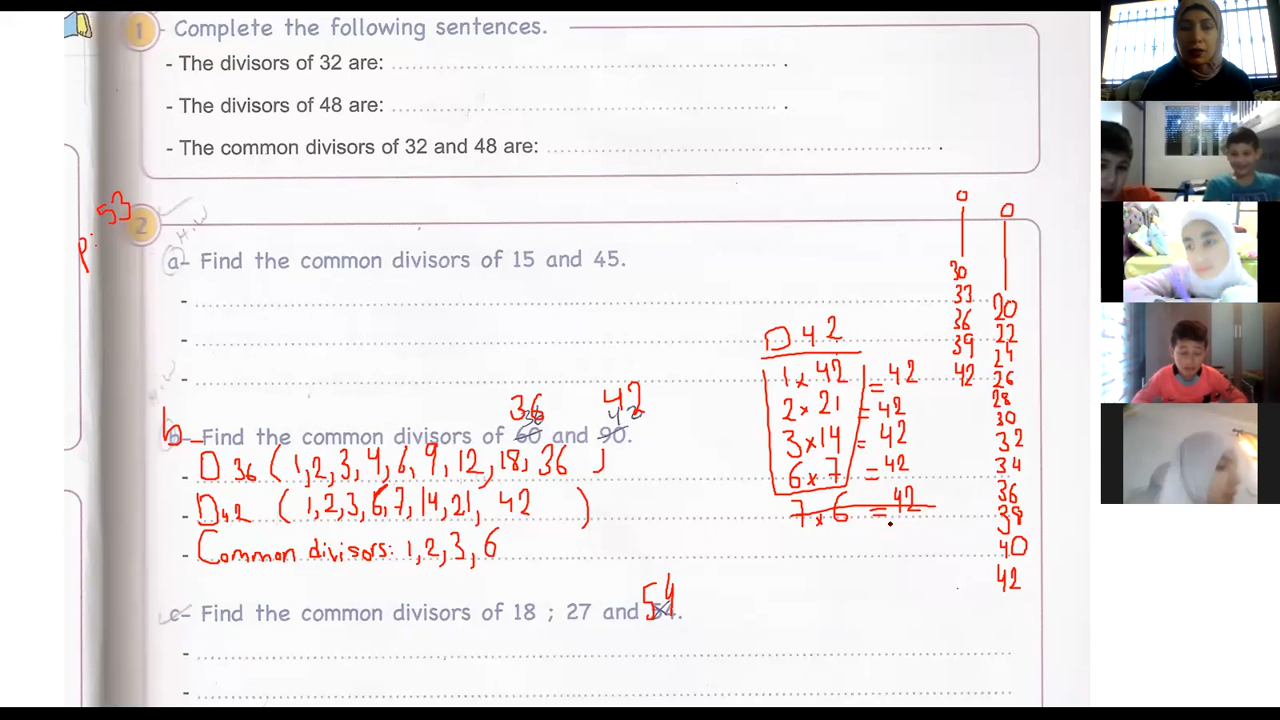 1 Complete the following sentences.
- The divisors of 32 are: .
- The divisors of 48 are: .
- The common divisors of 32 and 48 are: .
p: 53
2
H.W
a- Find the common divisors of 15 and 45.
36 42
b- Find the common divisors of 60 and 90.
D 36 ( 1, 2, 3, 4, 6, 9, 12, 18, 36 )
D42 ( 1, 2, 3, 6, 7, 14, 21, 42 )
Common divisors: 1, 2, 3, 6
c- Find the common divisors of 18 ; 27 and 54.
D 42
1 x 42 = 42
2 x 21 = 42
3 x 14 = 42
6 x 7 = 42
7 x 6 = 42
0
30
33
36
39
42
0
20
22
24
26
28
30
32
34
36
38
40
42